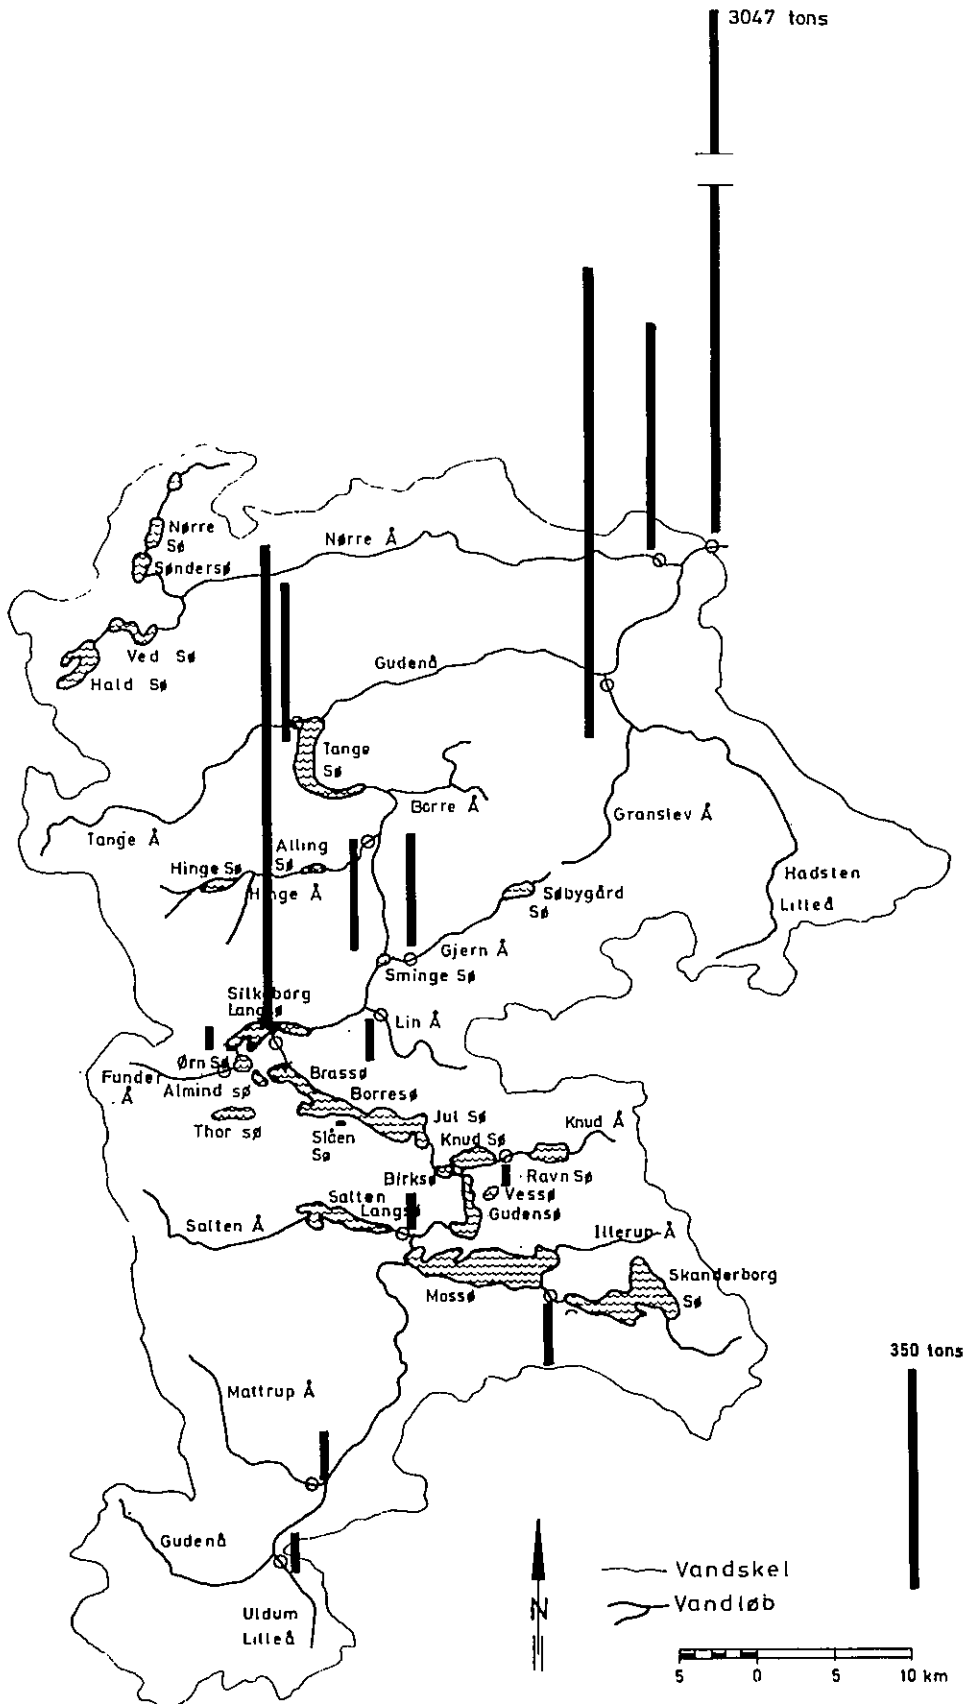 3047 tons
Nørre
Sø
Søndersø
Nørre Å
Ved Sø
Hald Sø
Gudenå
Tange
Sø
Borre Å
Tange Å
Granslev Å
Alling
Sø
Hinge Sø
Hinge Å
Hadsten
Lilleå
Søbygård
Sø
Gjern Å
Sminge Sø
Silkeborg
Langsø
Lin Å
Ørn Sø
Funder
Å
Almind sø
Brassø
Borresø
Thor sø
Slåen
Sø
Jul Sø
Knud Sø
Knud Å
Birksø
Ravn Sø
Vessø
Gudensø
Salten
Langsø
Salten Å
Illerup Å
Mossø
Skanderborg
Sø
350 tons
Mattrup Å
Gudenå
Uldum
Lilleå
N
Vandskel
Vandløb
5 0 5 10 km